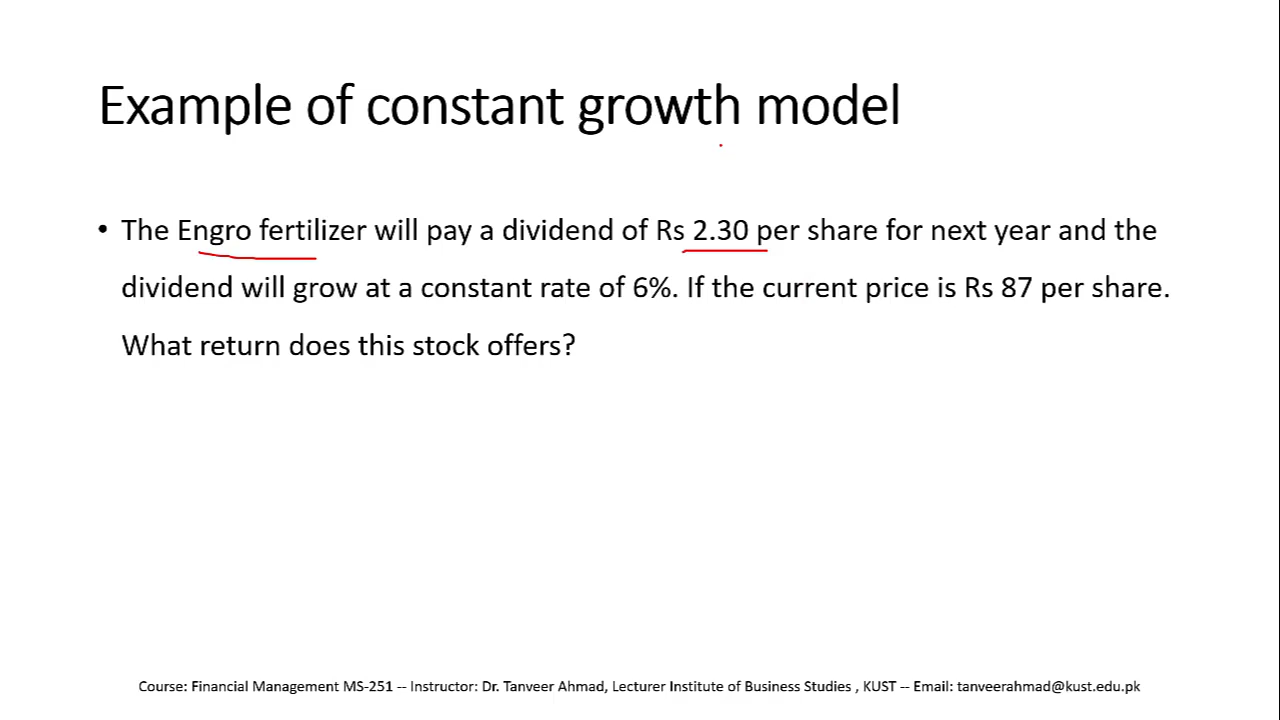 Example of constant growth model
• The Engro fertilizer will pay a dividend of Rs 2.30 per share for next year and the
dividend will grow at a constant rate of 6%. If the current price is Rs 87 per share.
What return does this stock offers?
Course: Financial Management MS-251 -- Instructor: Dr. Tanveer Ahmad, Lecturer Institute of Business Studies , KUST -- Email: tanveerahmad@kust.edu.pk